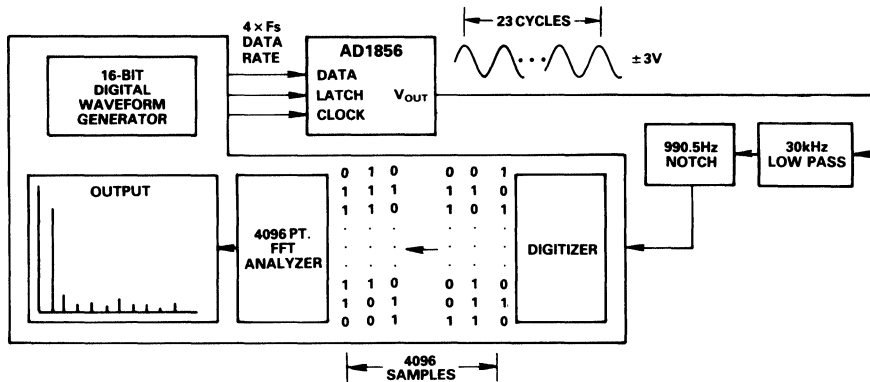 4 × Fs
DATA
RATE
16-BIT
DIGITAL
WAVEFORM
GENERATOR
AD1856
DATA
LATCH
CLOCK
VOUT
23 CYCLES
±3V
990.5Hz
NOTCH
30kHz
LOW PASS
OUTPUT
4096 PT.
FFT
ANALYZER
0 1 0 0 0 1
1 1 1 1 1 0
1 1 0 1 0 1
. . . . . .
. . . . . .
. . . . . .
1 1 0 0 1 0
1 0 1 0 1 1
0 0 1 1 1 0
DIGITIZER
4096
SAMPLES